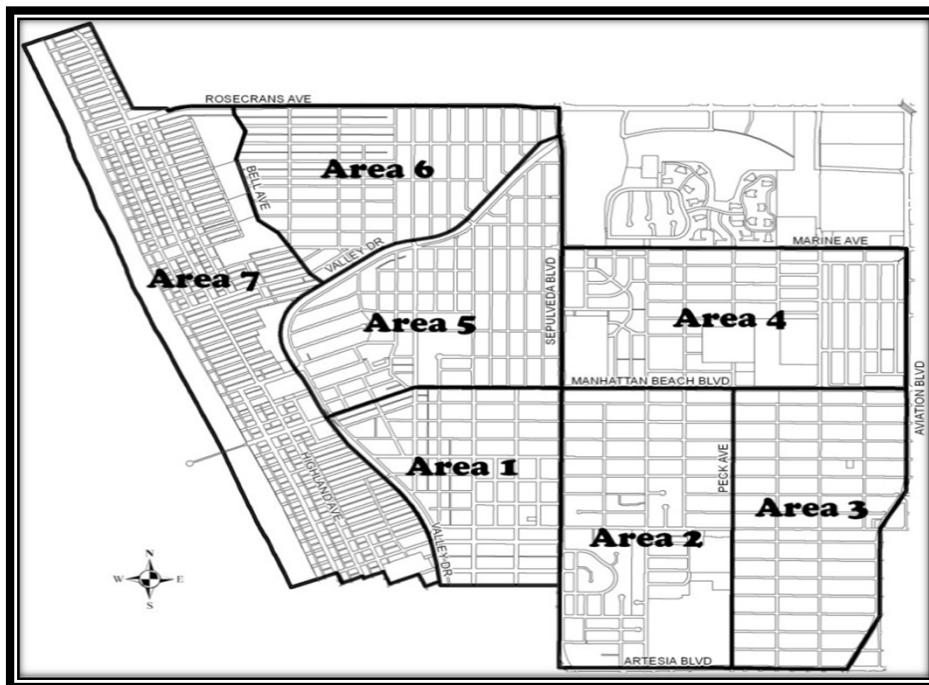 ROSECRANS AVE
Area 6
BELL AVE
MARINE AVE
VALLEY DR
Area 7
SEPULVEDA BLVD
Area 5
Area 4
MANHATTAN BEACH BLVD
AVIATION BLVD
Area 1
PECK AVE
HIGHLAND AVE
Area 3
Area 2
VALLEY DR
N
W E
S
ARTESIA BLVD